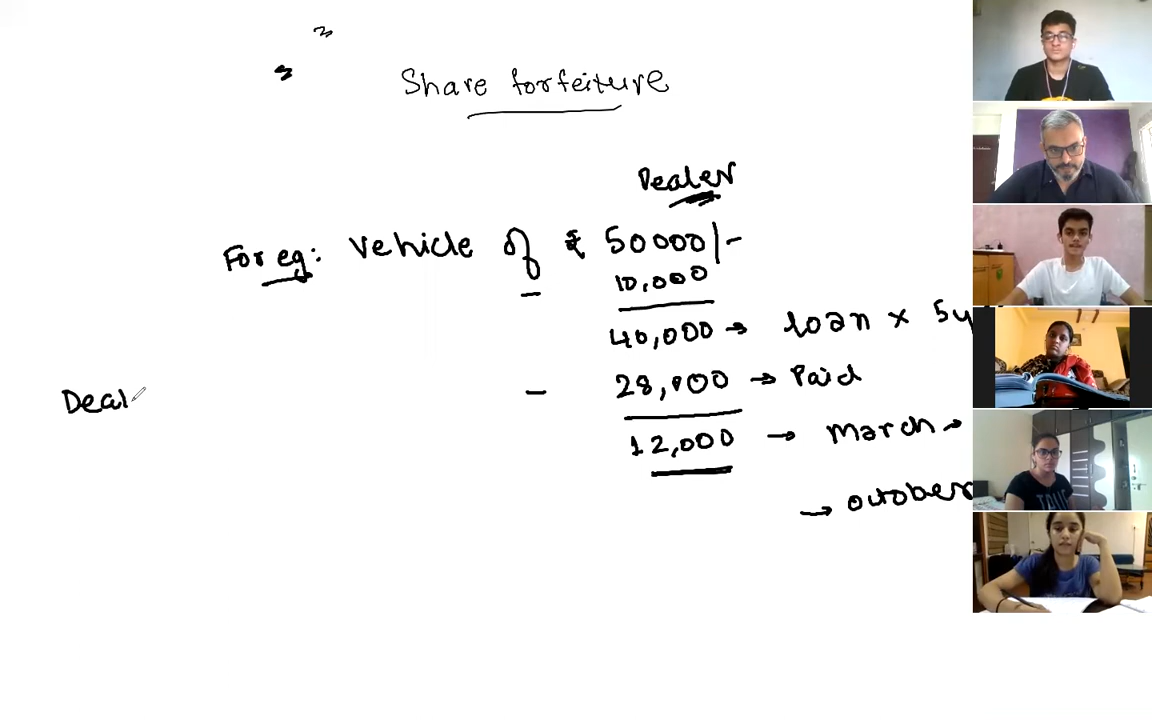 Share forfeiture
Dealer
For eg: Vehicle of ₹ 50000/-
10,000
40,000 → loan × 5y
- 28,000 → Paid
12,000 → March →
→ October
Deal